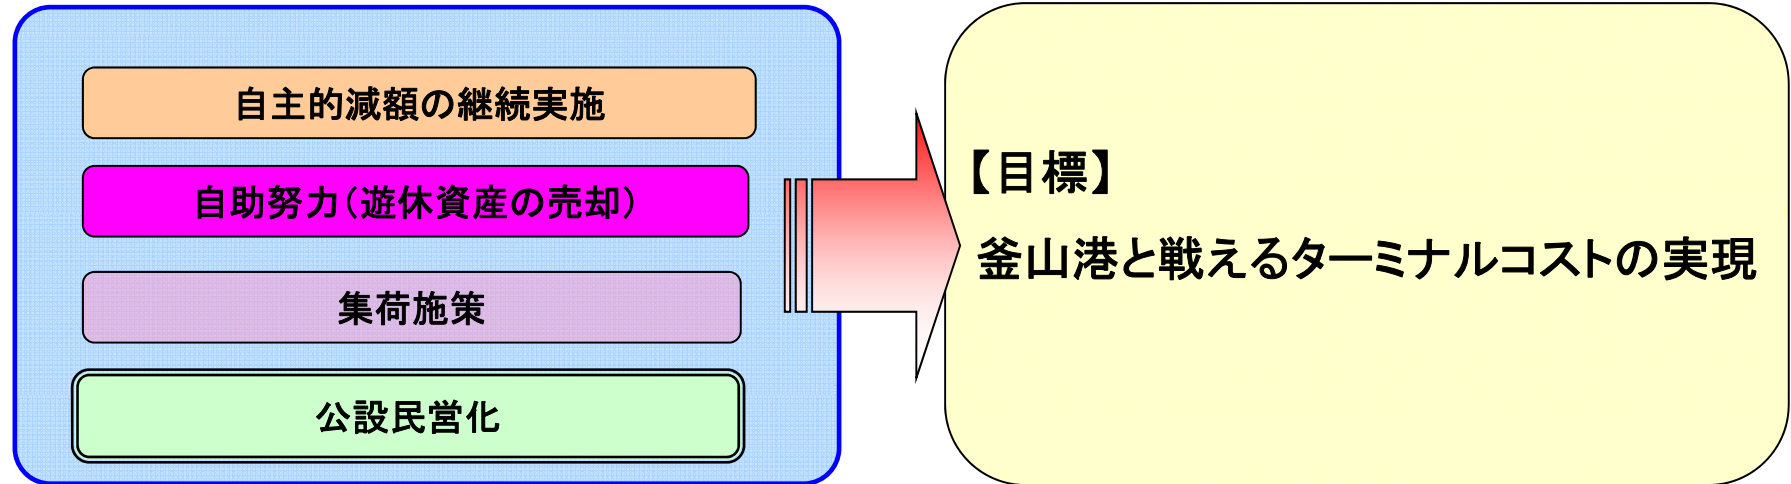 自主的減額の継続実施
自助努力（遊休資産の売却）
集荷施策
公設民営化
【目標】
釜山港と戦えるターミナルコストの実現